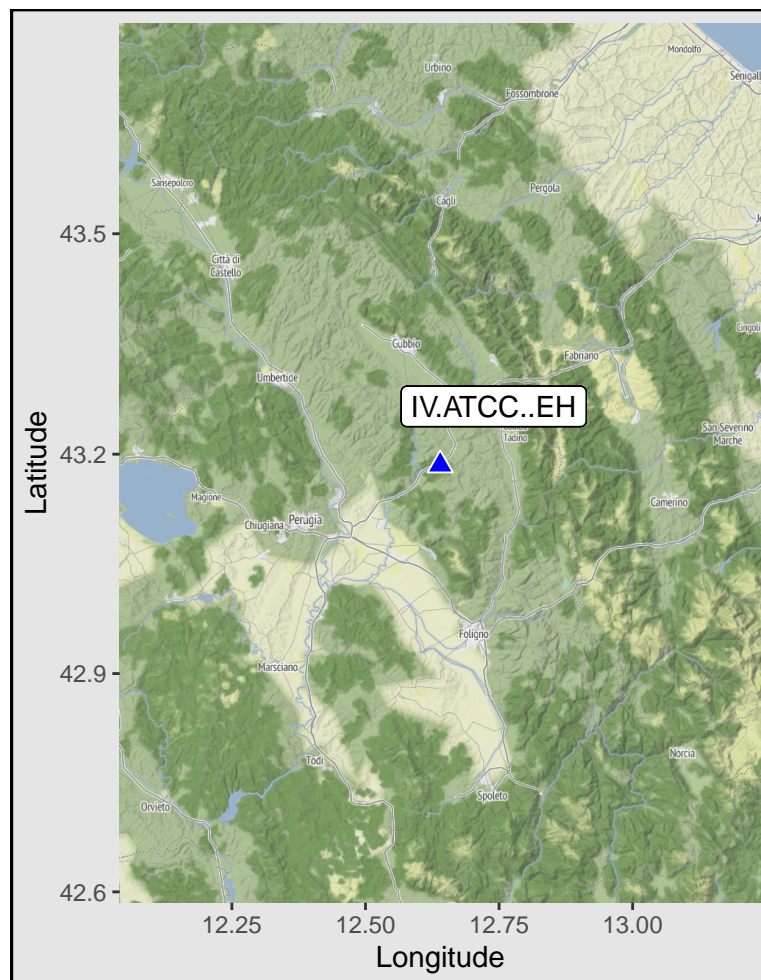 Mondolfo
Urbino
Senigall
Fossombrone
Sansepolcro
Pergola
Cagli
43.5
Città di
Castello
Cingoli
Gubbio
Fabriano
Umbertide
IV.ATCC..EH
San Severino
Marche
Tadino
Latitude
43.2
Magione
Camerino
Chiugiana
Perugia
Foligno
42.9
Marsciano
Norcia
Todi
Spoleto
Orvieto
42.6
12.25
12.50
12.75
13.00
Longitude